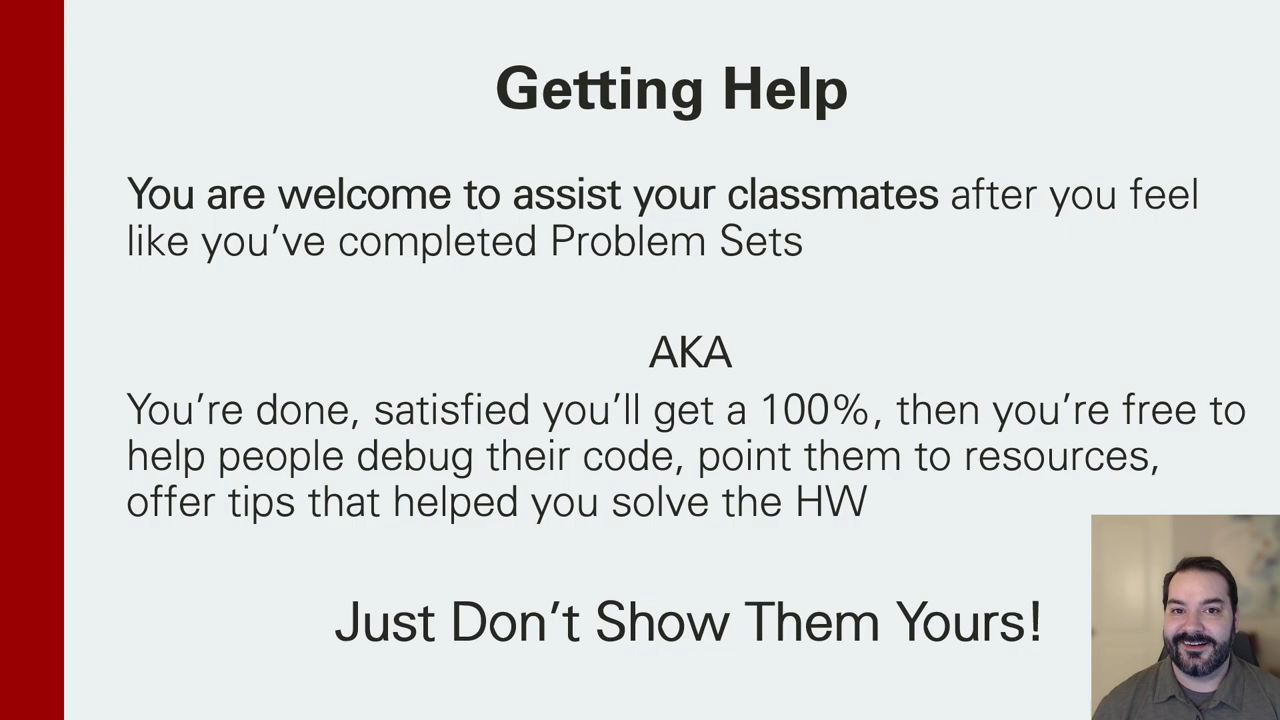 Getting Help
You are welcome to assist your classmates after you feel
like you’ve completed Problem Sets
AKA
You’re done, satisfied you’ll get a 100%, then you’re free to
help people debug their code, point them to resources,
offer tips that helped you solve the HW
Just Don’t Show Them Yours!